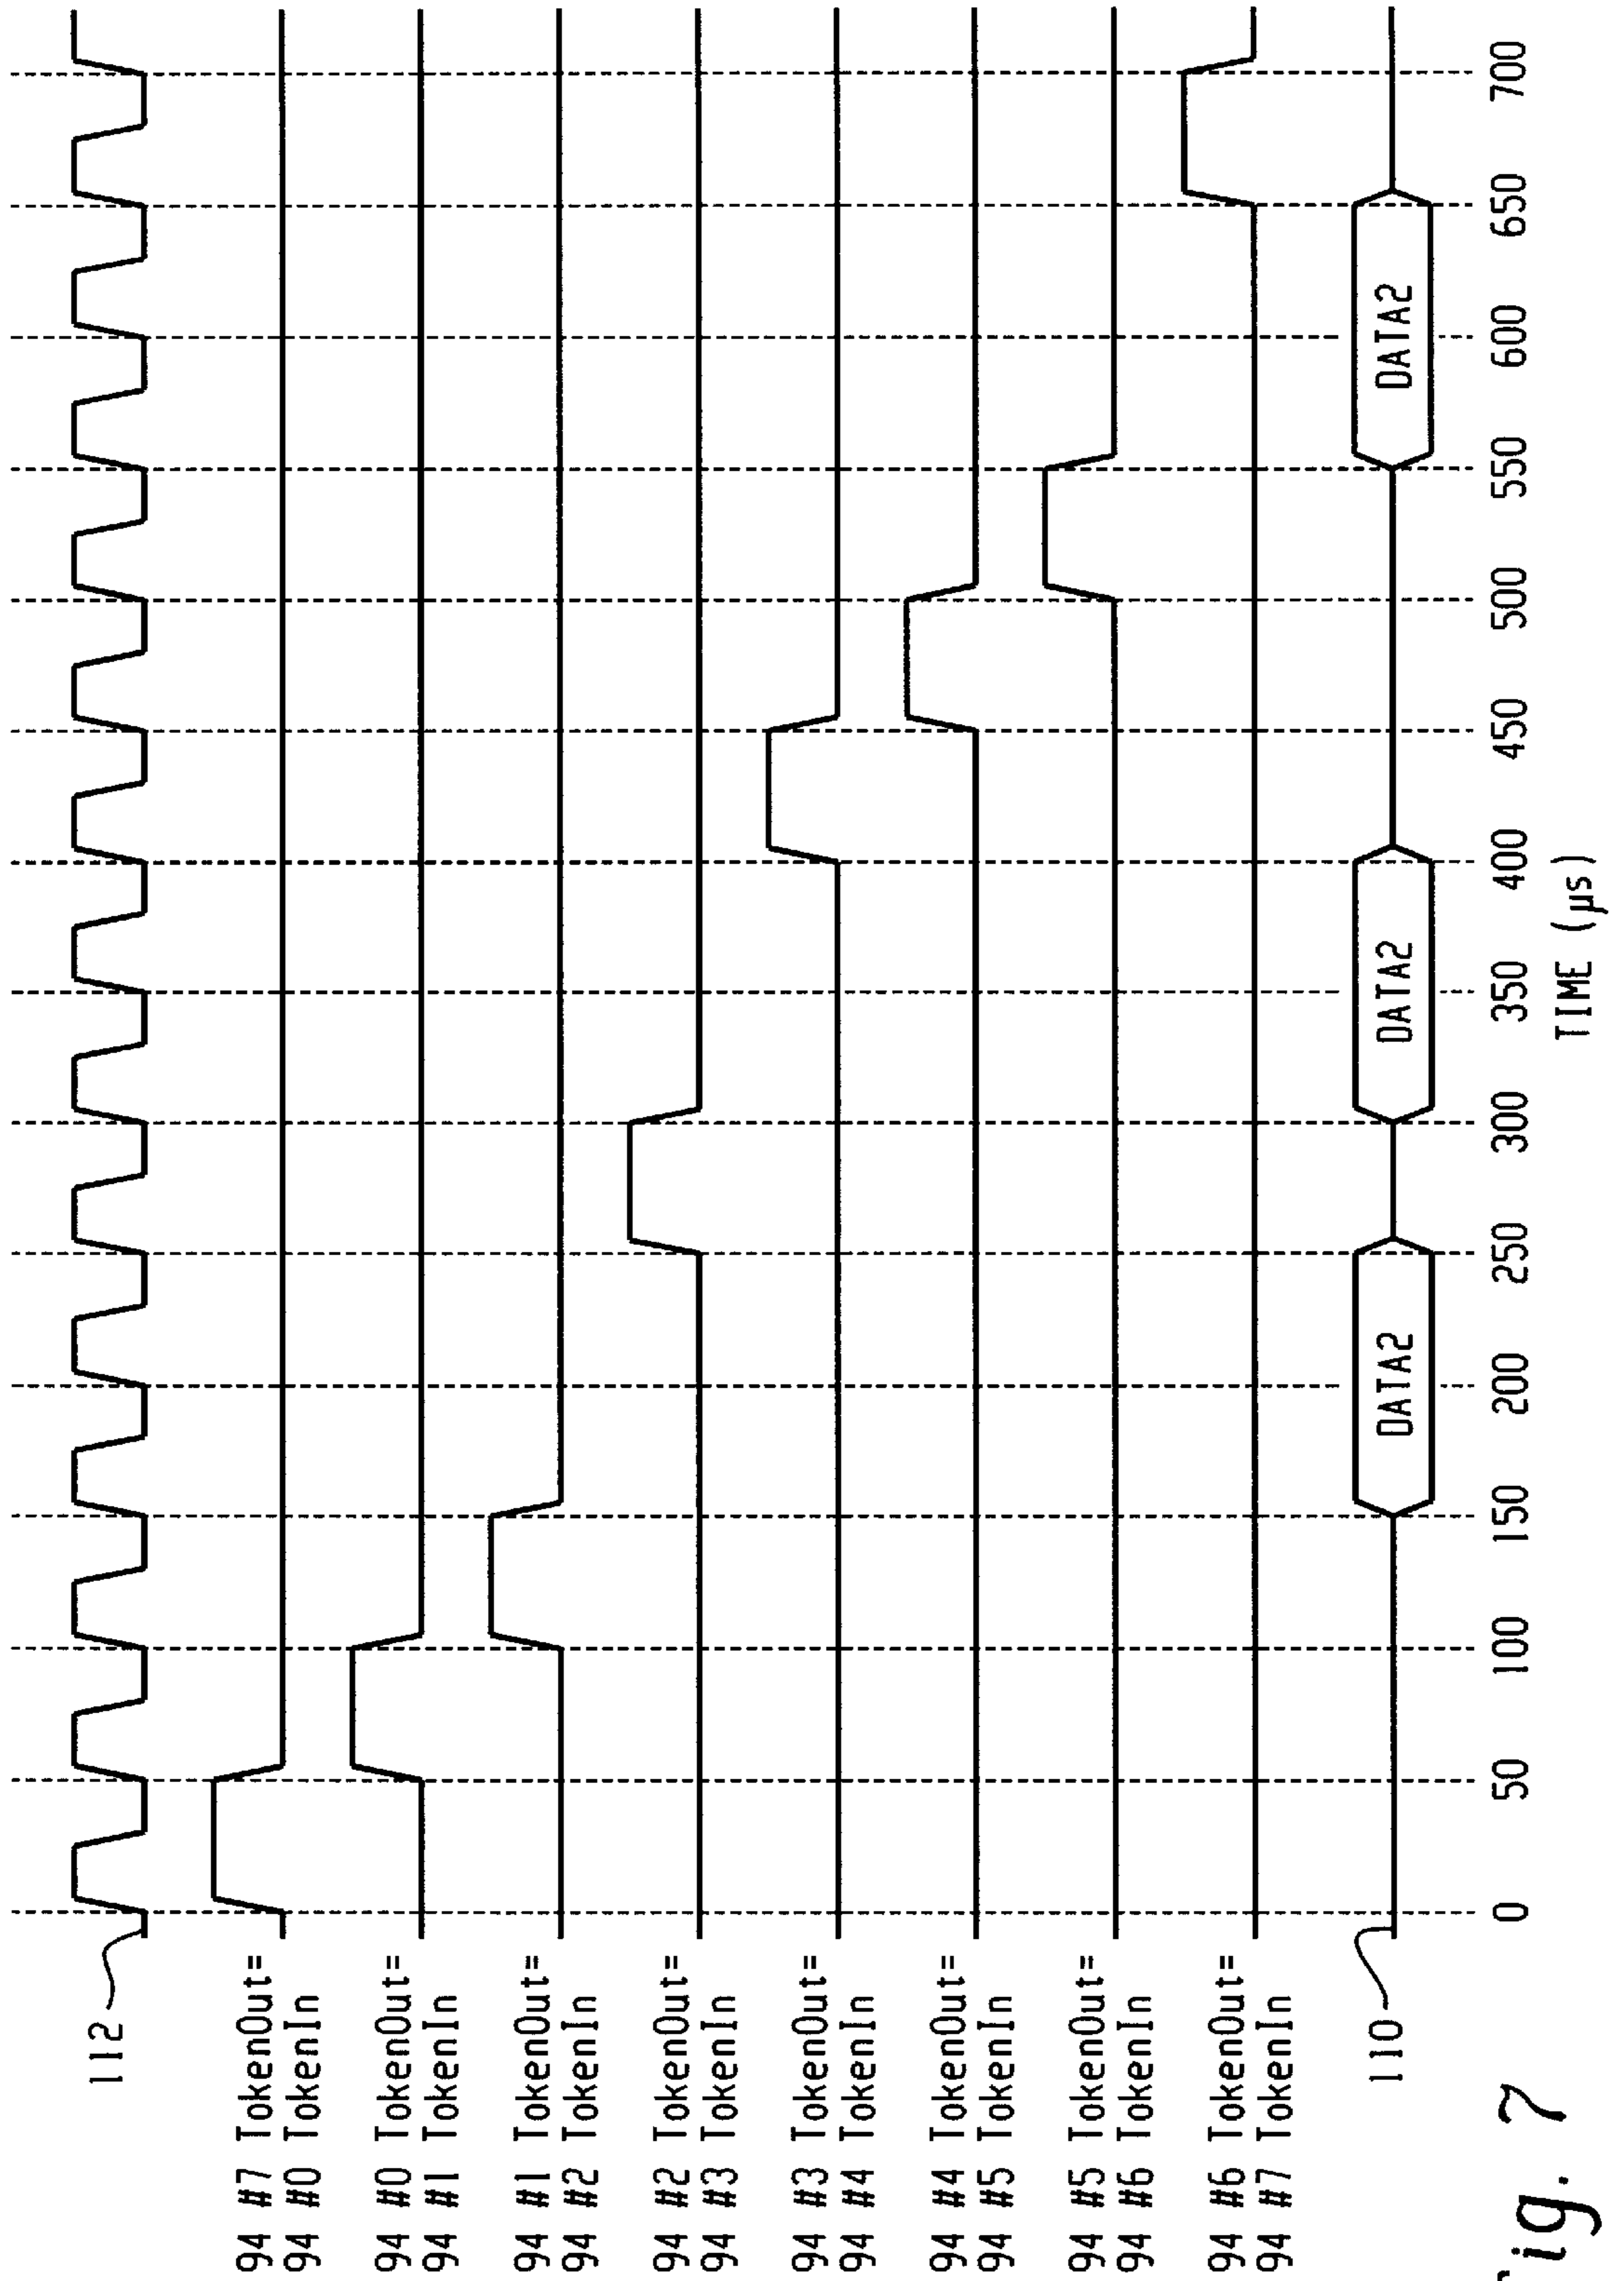 112
94 #7 TokenOut=
94 #0 TokenIn
94 #0 TokenOut=
94 #1 TokenIn
94 #1 TokenOut=
94 #2 TokenIn
94 #2 TokenOut=
94 #3 TokenIn
94 #3 TokenOut=
94 #4 TokenIn
94 #4 TokenOut=
94 #5 TokenIn
94 #5 TokenOut=
94 #6 TokenIn
94 #6 TokenOut=
94 #7 TokenIn
110
DATA2 DATA2 DATA2
0 50 100 150 200 250 300 350 400 450 500 550 600 650 700
TIME (µs)
Fig. 7